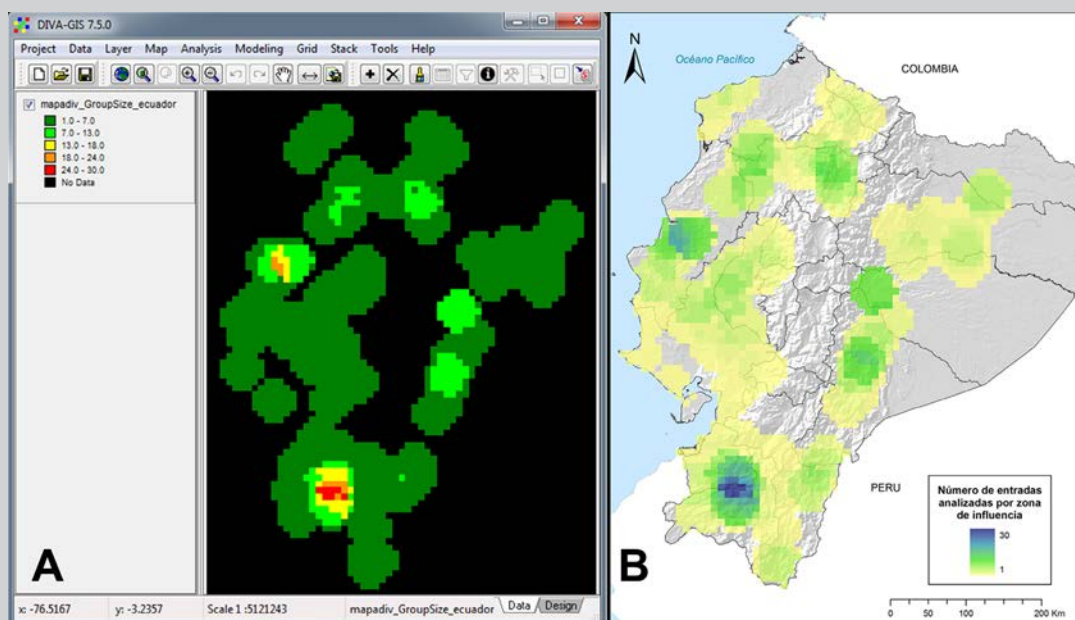 DIVA-GIS 7.5.0
Project Data Layer Map Analysis Modeling Grid Stack Tools Help
mapadiv_GroupSize_ecuador
1.0 - 7.0
7.0 - 13.0
13.0 - 18.0
18.0 - 24.0
24.0 - 30.0
No Data
A
x: -76.5167 y: -3.2357 Scale 1 :5121243 mapadiv_GroupSize_ecuador Data Design
N
Océano Pacífico
COLOMBIA
PERU
Número de entradas
analizadas por zona
de influencia
30
1
B
0 50 100 200 Km